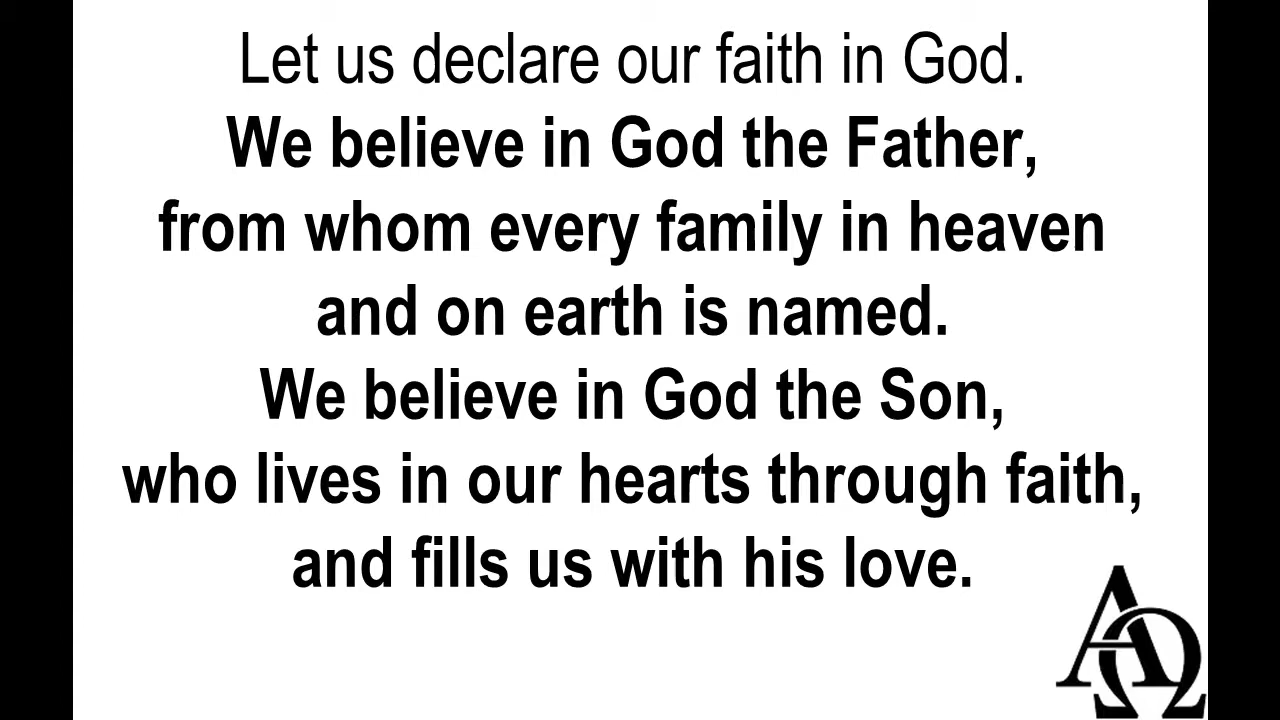 Let us declare our faith in God.
We believe in God the Father,
from whom every family in heaven
and on earth is named.
We believe in God the Son,
who lives in our hearts through faith,
and fills us with his love.
ΑΩ